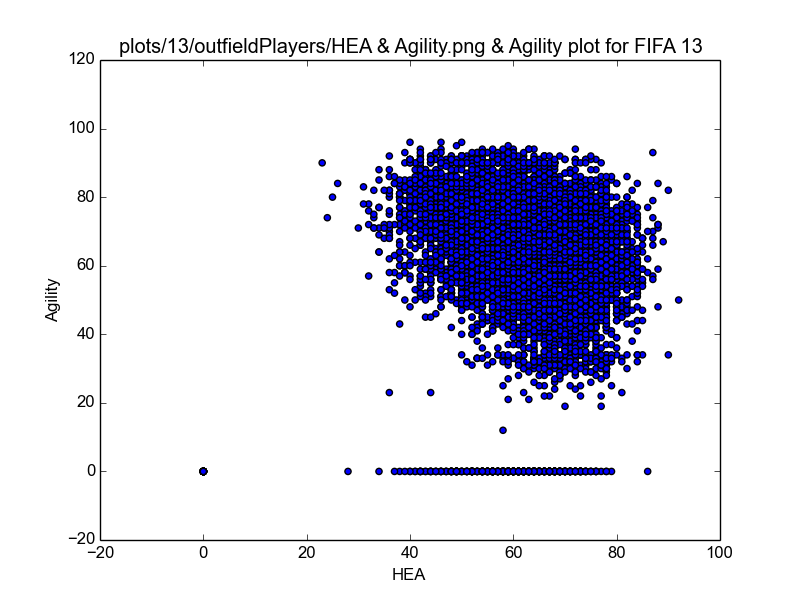 plots/13/outfieldPlayers/HEA & Agility.png & Agility plot for FIFA 13
120
100
80
60
40
20
0
−20
Agility
−20 0 20 40 60 80 100
HEA